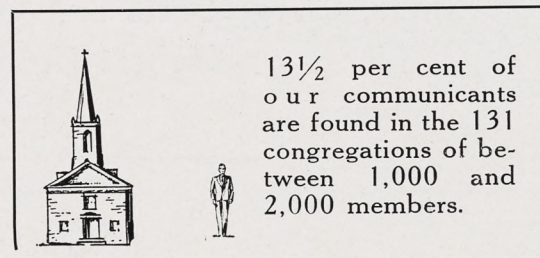 13½ per cent of
our communicants
are found in the 131
congregations of be-
tween 1,000 and
2,000 members.